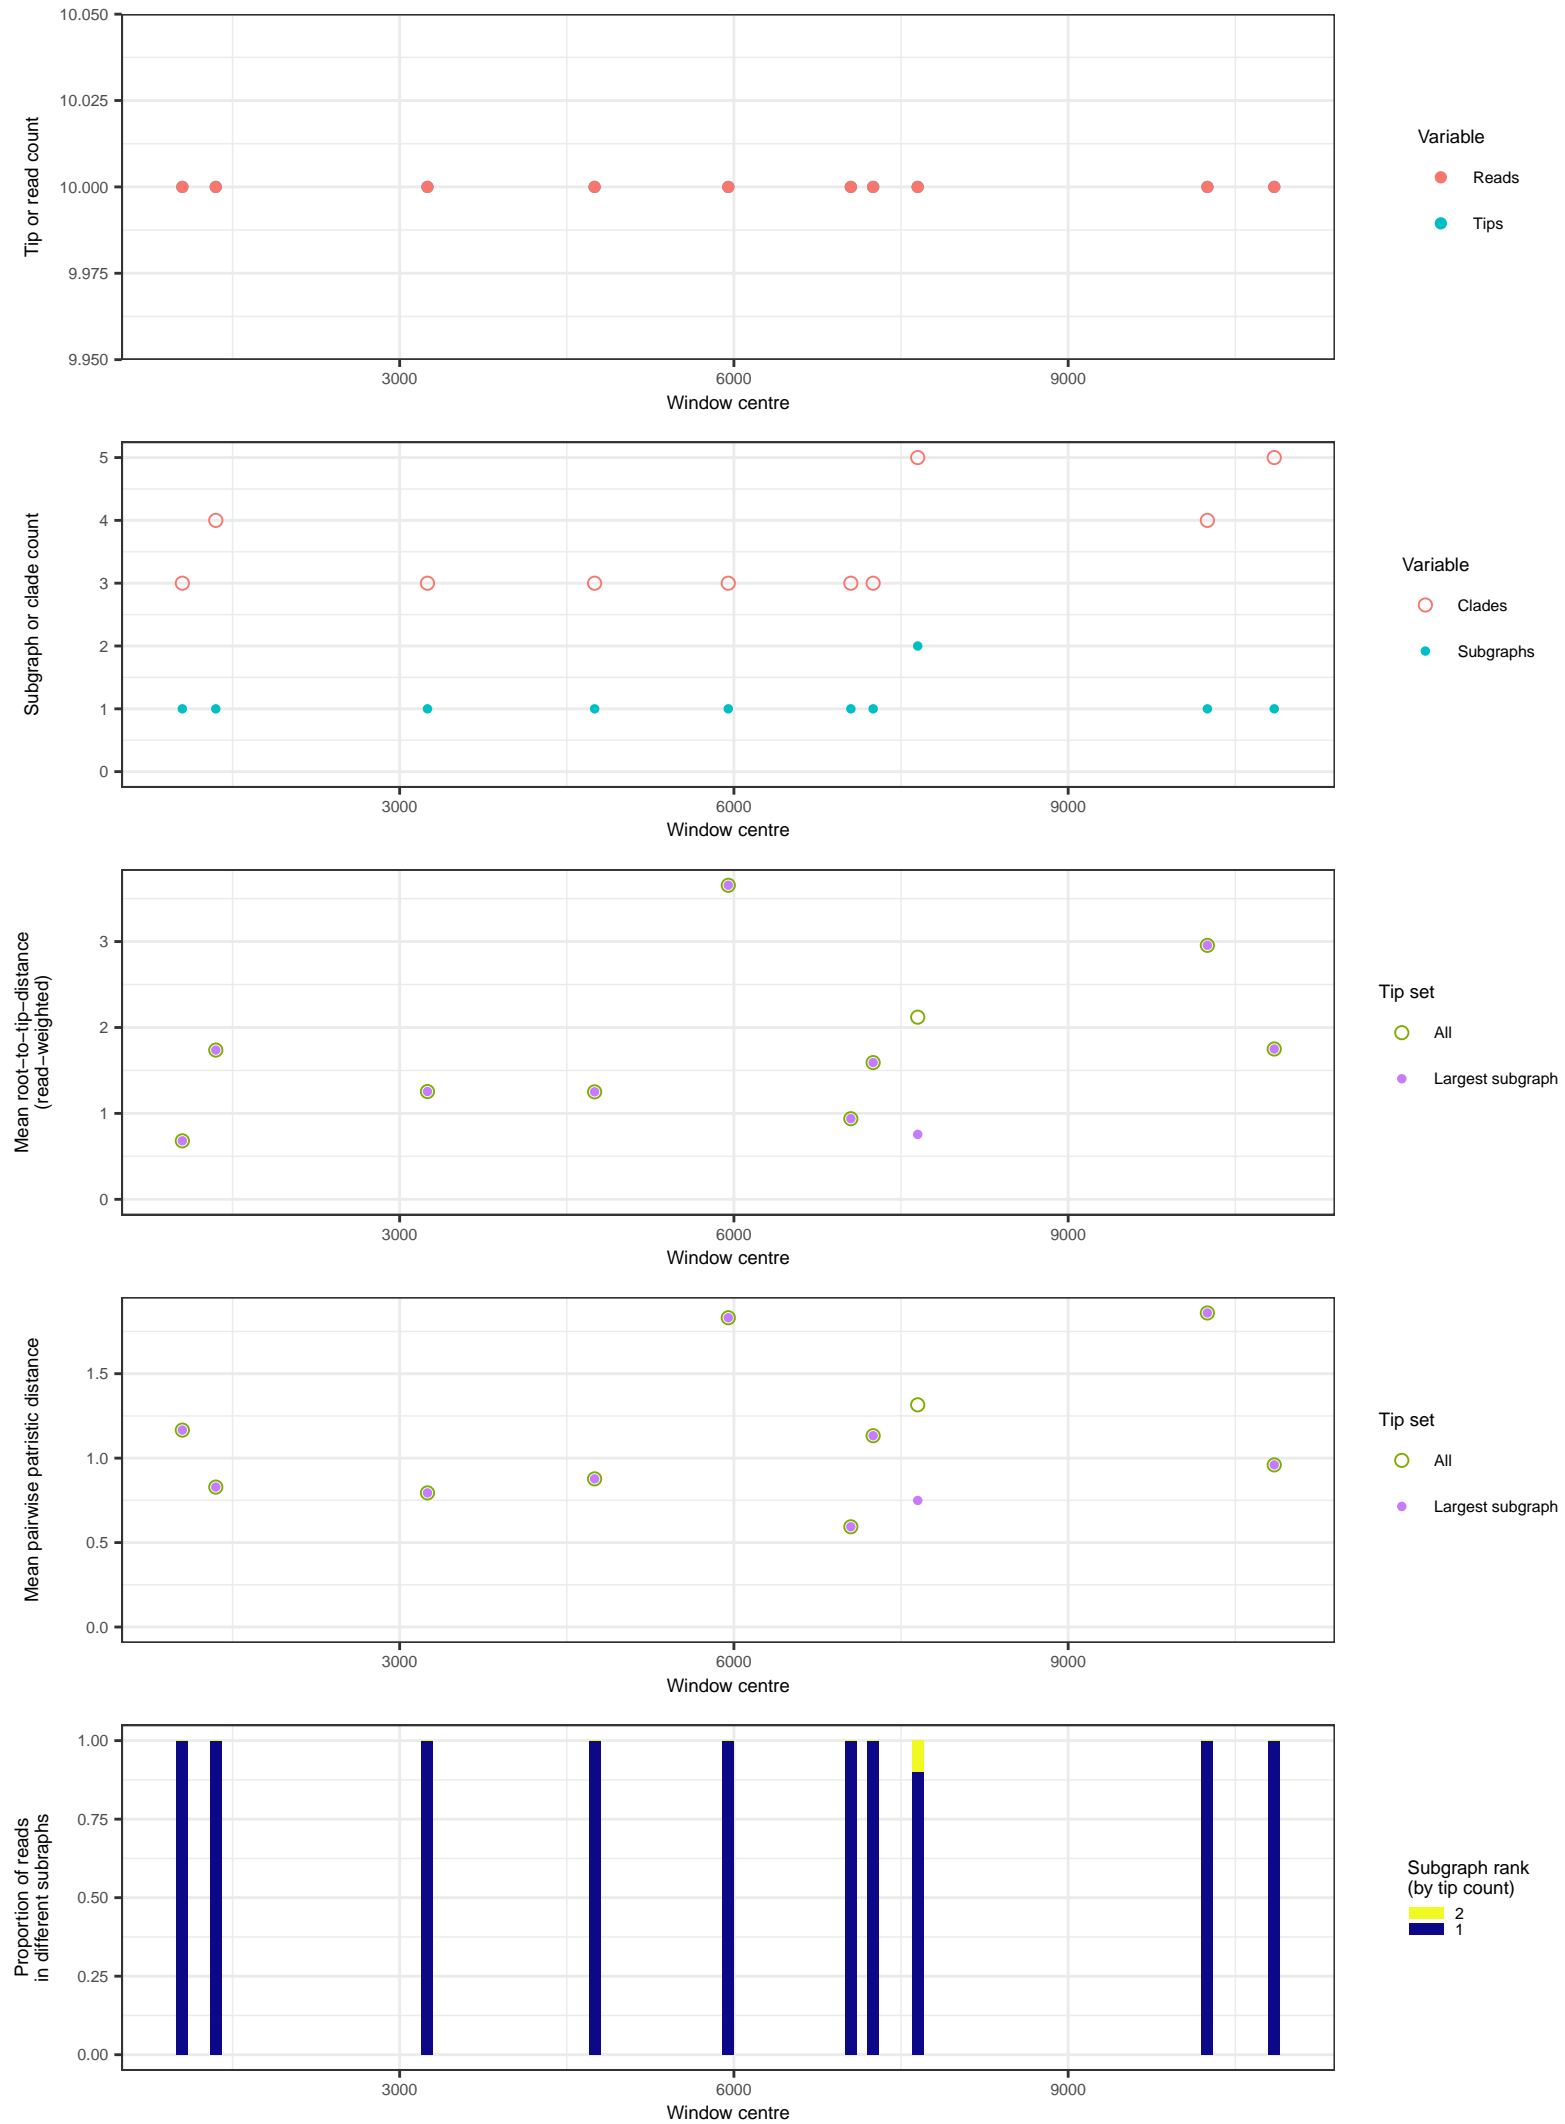 10.050
10.025
10.000
9.975
9.950
Tip or read count
3000 6000 9000
Window centre
Variable
Reads
Tips
5
4
3
2
1
0
Subgraph or clade count
3000 6000 9000
Window centre
Variable
Clades
Subgraphs
3
2
1
0
Mean root−to−tip−distance
(read−weighted)
3000 6000 9000
Window centre
Tip set
All
Largest subgraph
1.5
1.0
0.5
0.0
Mean pairwise patristic distance
3000 6000 9000
Window centre
Tip set
All
Largest subgraph
1.00
0.75
0.50
0.25
0.00
Proportion of reads
in different subraphs
3000 6000 9000
Window centre
Subgraph rank
(by tip count)
2
1